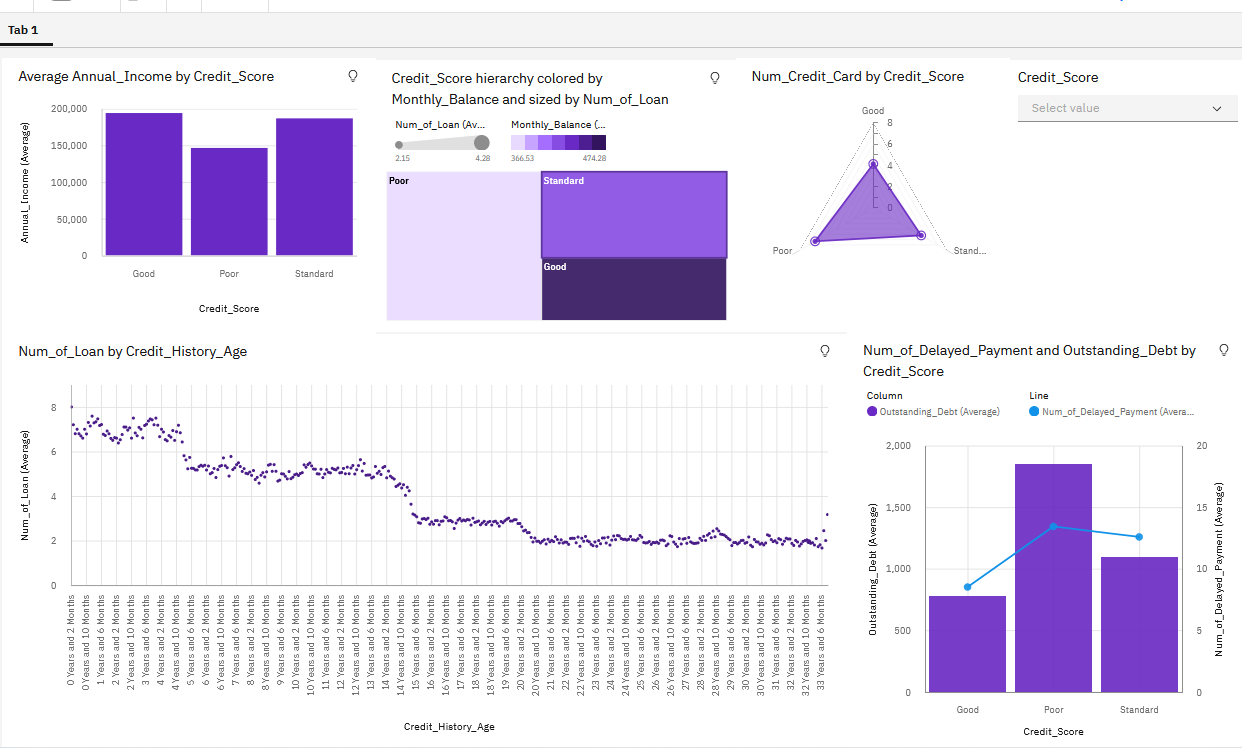 Tab 1
Average Annual_Income by Credit_Score
Annual_Income (Average)
200,000
150,000
100,000
50,000
0
Good
Poor
Standard
Credit_Score
Credit_Score hierarchy colored by
Monthly_Balance and sized by Num_of_Loan
Num_of_Loan (Av...
Monthly_Balance (...
2.15
4.28
366.53
474.28
Poor
Standard
Good
Num_Credit_Card by Credit_Score
Good
8
6
4
2
0
Poor
Stand...
Credit_Score
Select value
Num_of_Loan by Credit_History_Age
Num_of_Loan (Average)
8
6
4
2
0
0 Years and 2 Months
0 Years and 10 Months
1 Years and 6 Months
2 Years and 2 Months
2 Years and 10 Months
3 Years and 6 Months
4 Years and 2 Months
4 Years and 10 Months
5 Years and 6 Months
6 Years and 2 Months
6 Years and 10 Months
7 Years and 6 Months
8 Years and 2 Months
8 Years and 10 Months
9 Years and 6 Months
10 Years and 2 Months
10 Years and 10 Months
11 Years and 6 Months
12 Years and 2 Months
12 Years and 10 Months
13 Years and 6 Months
14 Years and 2 Months
14 Years and 10 Months
15 Years and 6 Months
16 Years and 2 Months
16 Years and 10 Months
17 Years and 6 Months
18 Years and 2 Months
18 Years and 10 Months
19 Years and 6 Months
20 Years and 2 Months
20 Years and 10 Months
21 Years and 6 Months
22 Years and 2 Months
22 Years and 10 Months
23 Years and 6 Months
24 Years and 2 Months
24 Years and 10 Months
25 Years and 6 Months
26 Years and 2 Months
26 Years and 10 Months
27 Years and 6 Months
28 Years and 2 Months
28 Years and 10 Months
29 Years and 6 Months
30 Years and 2 Months
30 Years and 10 Months
31 Years and 6 Months
32 Years and 2 Months
32 Years and 10 Months
33 Years and 6 Months
Credit_History_Age
Num_of_Delayed_Payment and Outstanding_Debt by
Credit_Score
Column
Line
Outstanding_Debt (Average)
Num_of_Delayed_Payment (Avera...
Outstanding_Debt (Average)
2,000
1,500
1,000
500
0
20
15
10
5
0
Num_of_Delayed_Payment (Average)
Good
Poor
Standard
Credit_Score